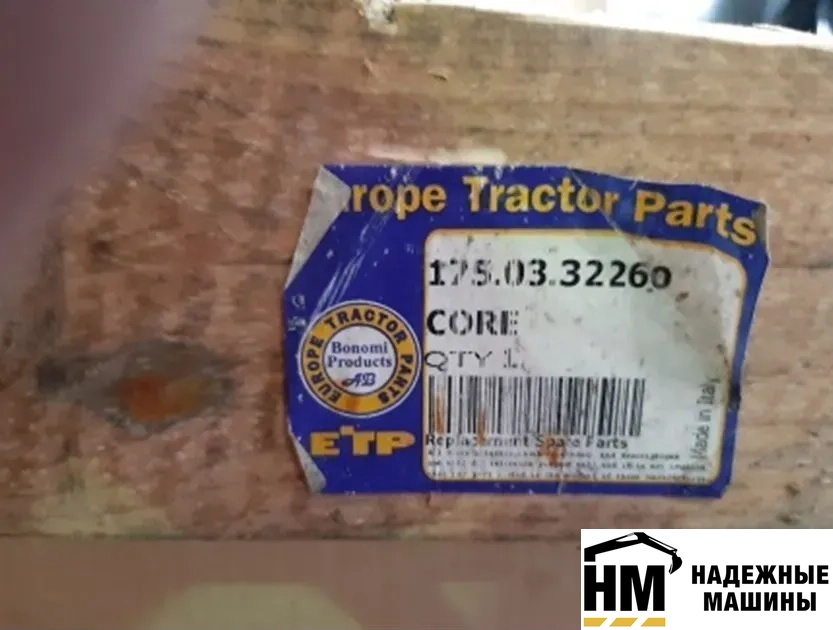 rope Tractor Parts
175.03.32260
CORE
QTY 1
EUROPE TRACTOR PARTS
Bonomi
Products
AB
ETP
Replacement Spare Parts
Made in Italy
НМ
НАДЕЖНЫЕ
МАШИНЫ